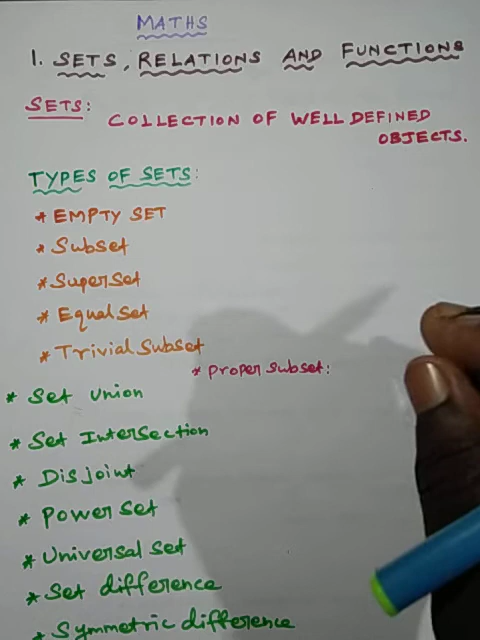 MATHS
1. SETS, RELATIONS AND FUNCTIONS
SETS:
COLLECTION OF WELL DEFINED
OBJECTS.
TYPES OF SETS:
* EMPTY SET
* Subset
* Superset
* Equal Set
* Trivial Subset
* Proper subset:
* Set Union
* Set Intersection
* Disjoint
* Power Set
* Universal Set
* Set difference
* Symmetric difference